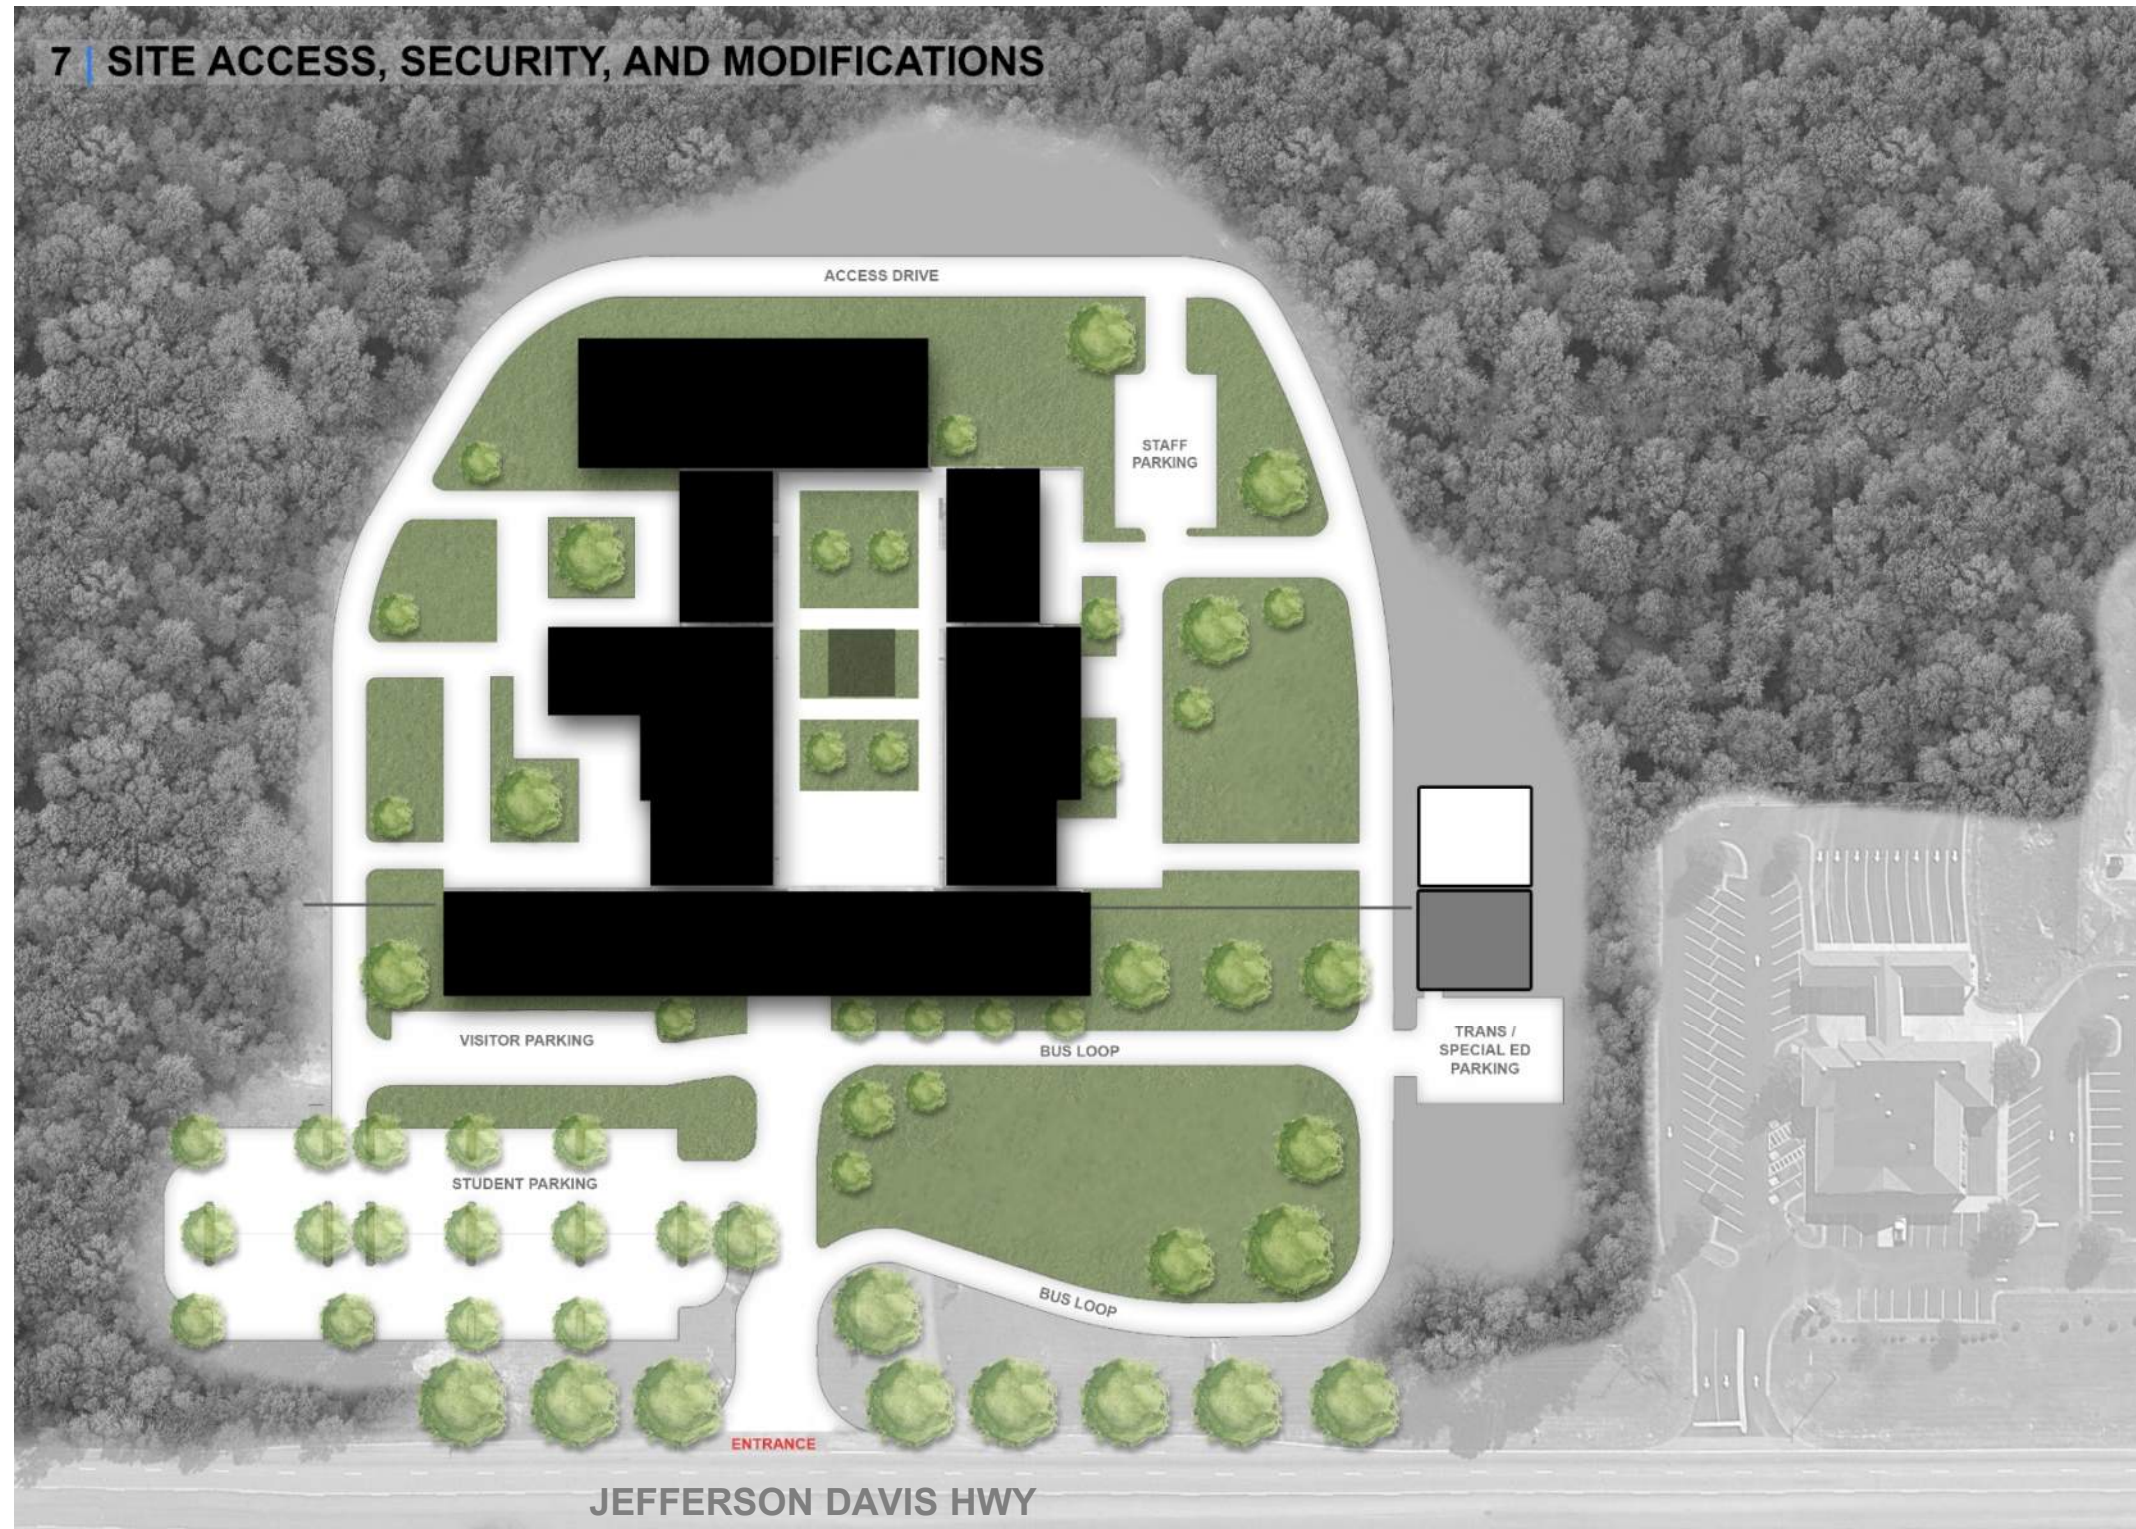 7 | SITE ACCESS, SECURITY, AND MODIFICATIONS
ACCESS DRIVE
STAFF
PARKING
VISITOR PARKING
BUS LOOP
TRANS /
SPECIAL ED
PARKING
STUDENT PARKING
BUS LOOP
ENTRANCE
JEFFERSON DAVIS HWY